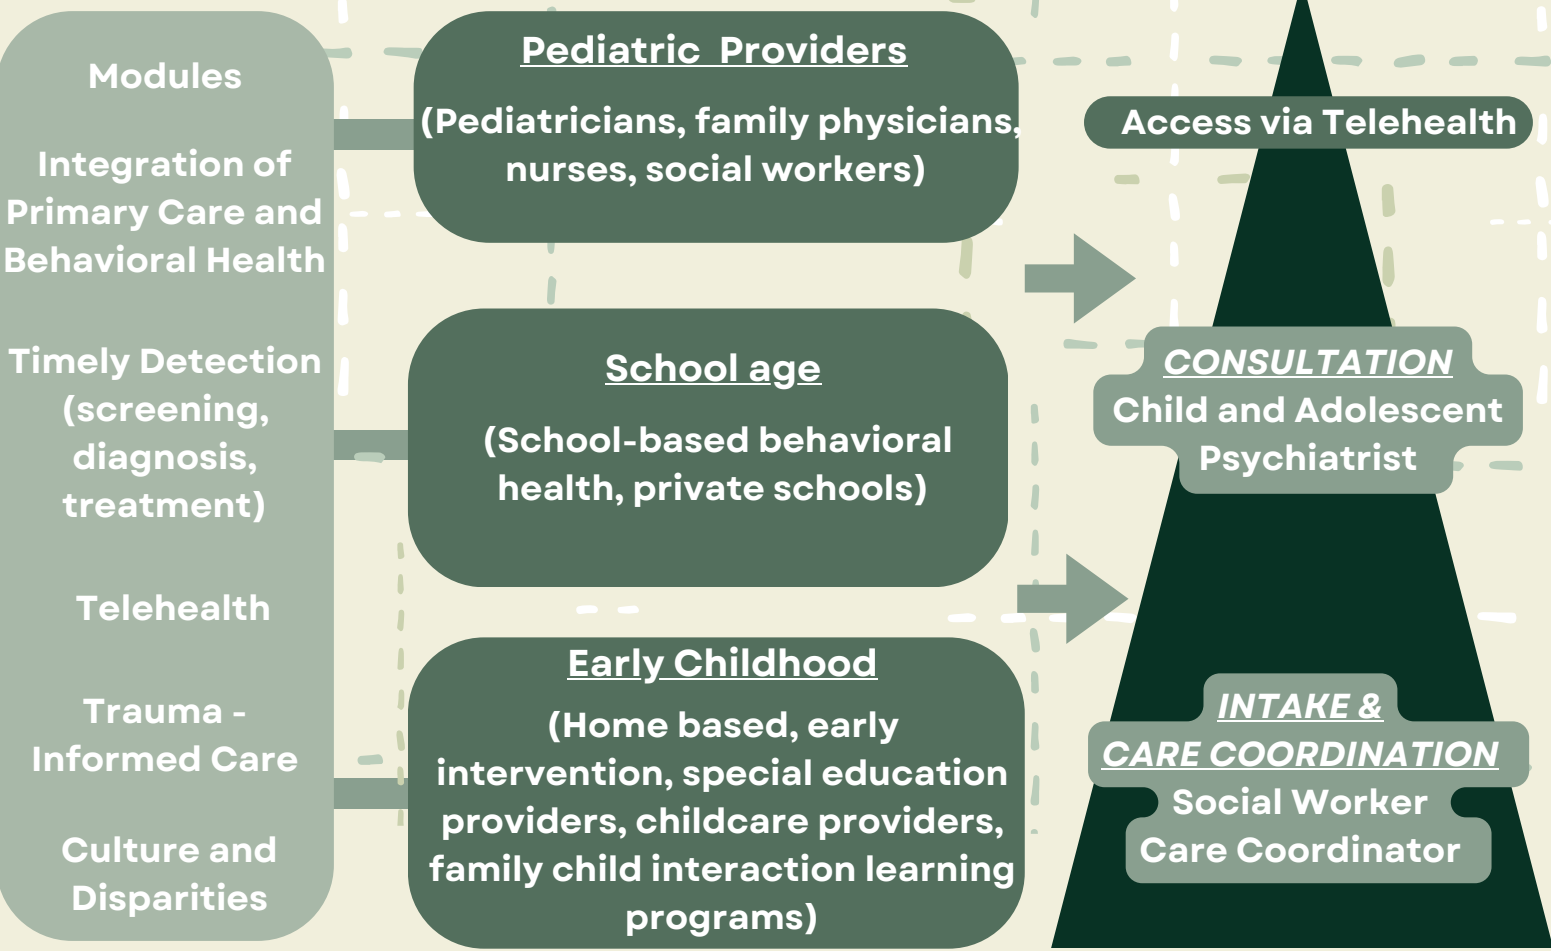 Modules
Integration of
Primary Care and
Behavioral Health
Timely Detection
(screening,
diagnosis,
treatment)
Telehealth
Trauma -
Informed Care
Culture and
Disparities
Pediatric  Providers
(Pediatricians, family physicians,
nurses, social workers)
School age
(School-based behavioral
health, private schools)
Early Childhood
(Home based, early
intervention, special education
providers, childcare providers,
family child interaction learning
programs)
Access via Telehealth
CONSULTATION
Child and Adolescent
Psychiatrist
INTAKE &
CARE COORDINATION
Social Worker
Care Coordinator